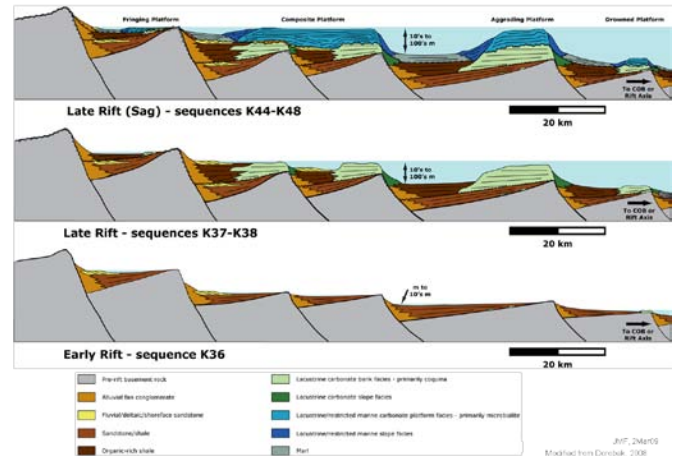 Fringing Platform
Composite Platform
Aggrading Platform
Drowned Platform
10's to
100's m
To COB or
Rift Axis
Late Rift (Sag) - sequences K44-K48
20 km
10's to
100's m
To COB or
Rift Axis
Late Rift - sequences K37-K38
20 km
m to
10's m
To COB or
Rift Axis
Early Rift - sequence K36
20 km
Pre-rift basement rock
Alluvial fan conglomerate
Fluvial/deltaic/shoreface sandstone
Sandstone/shale
Organic-rich shale
Lacustrine carbonate bank facies - primarily coquina
Lacustrine carbonate slope facies
Lacustrine/restricted marine carbonate platform facies - primarily microbialite
Lacustrine/restricted marine slope facies
Marl
JMF, 2Mar09
Modified from Dorobek, 2008